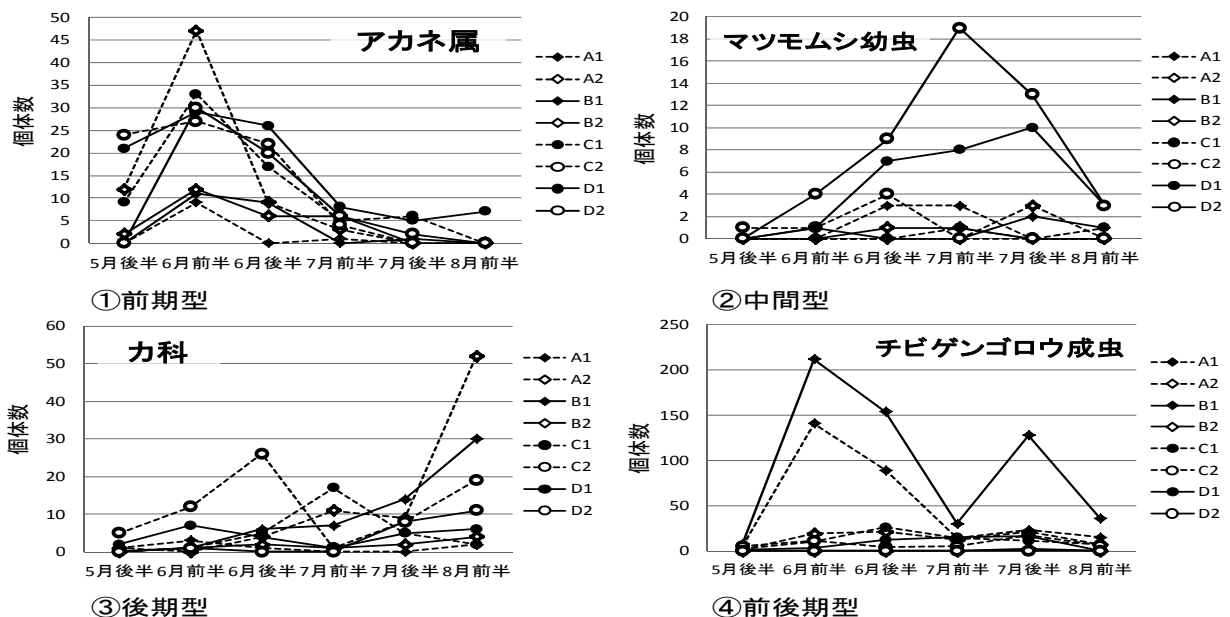 アカネ属
個体数
50
45
40
35
30
25
20
15
10
5
0
5月後半 6月前半 6月後半 7月前半 7月後半 8月前半
A1
A2
B1
B2
C1
C2
D1
D2
①前期型
マツモムシ幼虫
個体数
20
18
16
14
12
10
8
6
4
2
0
5月後半 6月前半 6月後半 7月前半 7月後半 8月前半
A1
A2
B1
B2
C1
C2
D1
D2
②中間型
カ科
個体数
60
50
40
30
20
10
0
5月後半 6月前半 6月後半 7月前半 7月後半 8月前半
A1
A2
B1
B2
C1
C2
D1
D2
③後期型
チビゲンゴロウ成虫
個体数
250
200
150
100
50
0
5月後半 6月前半 6月後半 7月前半 7月後半 8月前半
A1
A2
B1
B2
C1
C2
D1
D2
④前後期型